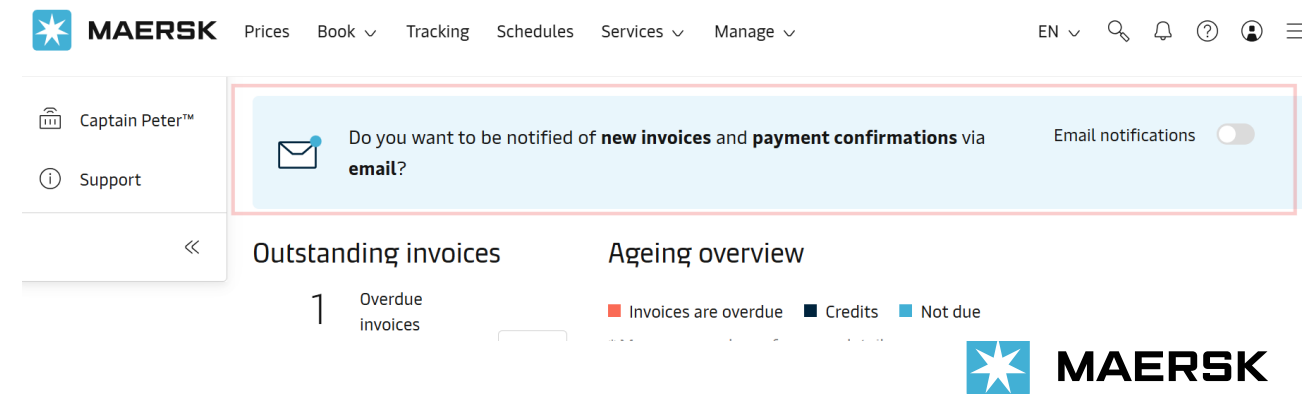 MAERSK Prices Book Tracking Schedules Services Manage EN
Captain Peter™
Support
Do you want to be notified of new invoices and payment confirmations via
email?
Email notifications
Outstanding invoices
1 Overdue
invoices
Ageing overview
Invoices are overdue Credits Not due
MAERSK